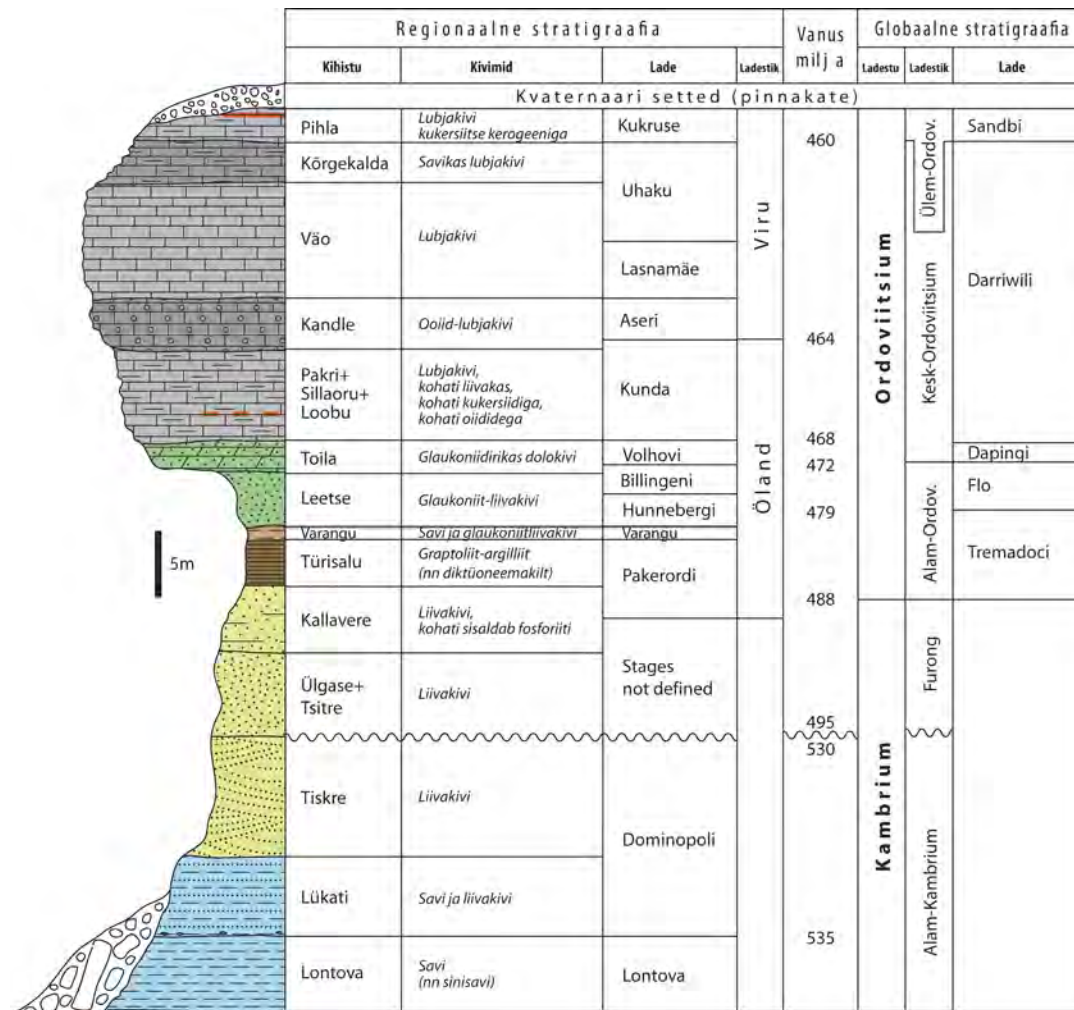 Regionaalne stratigraafia
Vanus
milj a
Globaalne stratigraafia
Kihistu
Kivimid
Lade
Ladestik
Ladestu
Ladestik
Lade
Kvaternaari setted (pinnakate)
Pihla
Lubjakivi
kukersiitse kerogeeniga
Kukruse
460
Sandbi
Kõrgekalda
Savikas lubjakivi
Uhaku
Väo
Lubjakivi
Lasnamäe
Kandle
Ooiid-lubjakivi
Aseri
Viru
464
Ordoviitsium
Ülem-Ordov.
Kesk-Ordoviitsium
Darriwili
Pakri+
Sillaoru+
Loobu
Lubjakivi,
kohati liivakas,
kohati kukersiidiga,
kohati oiididega
Kunda
468
Toila
Glaukoniidirikas dolokivi
Volhovi
472
Dapinqi
Leetse
Glaukoniit-liivakivi
Billingeni
Hunnebergi
Öland
479
Flo
Varangu
Savi ja glaukoniitliivakivi
Varangu
5m
Türisalu
Graptoliit-argilliit
(nn diktüoneemakilt)
Pakerordi
Alam-Ordov.
Tremadoci
488
Kallavere
Liivakivi,
kohati sisaldab fosforiiti
Ülgase+
Tsitre
Liivakivi
Stages
not defined
Furong
495
530
Tiskre
Liivakivi
Dominopoli
Kambrium
Alam-Kambrium
Lükati
Savi ja liivakivi
535
Lontova
Savi
(nn sinisavi)
Lontova